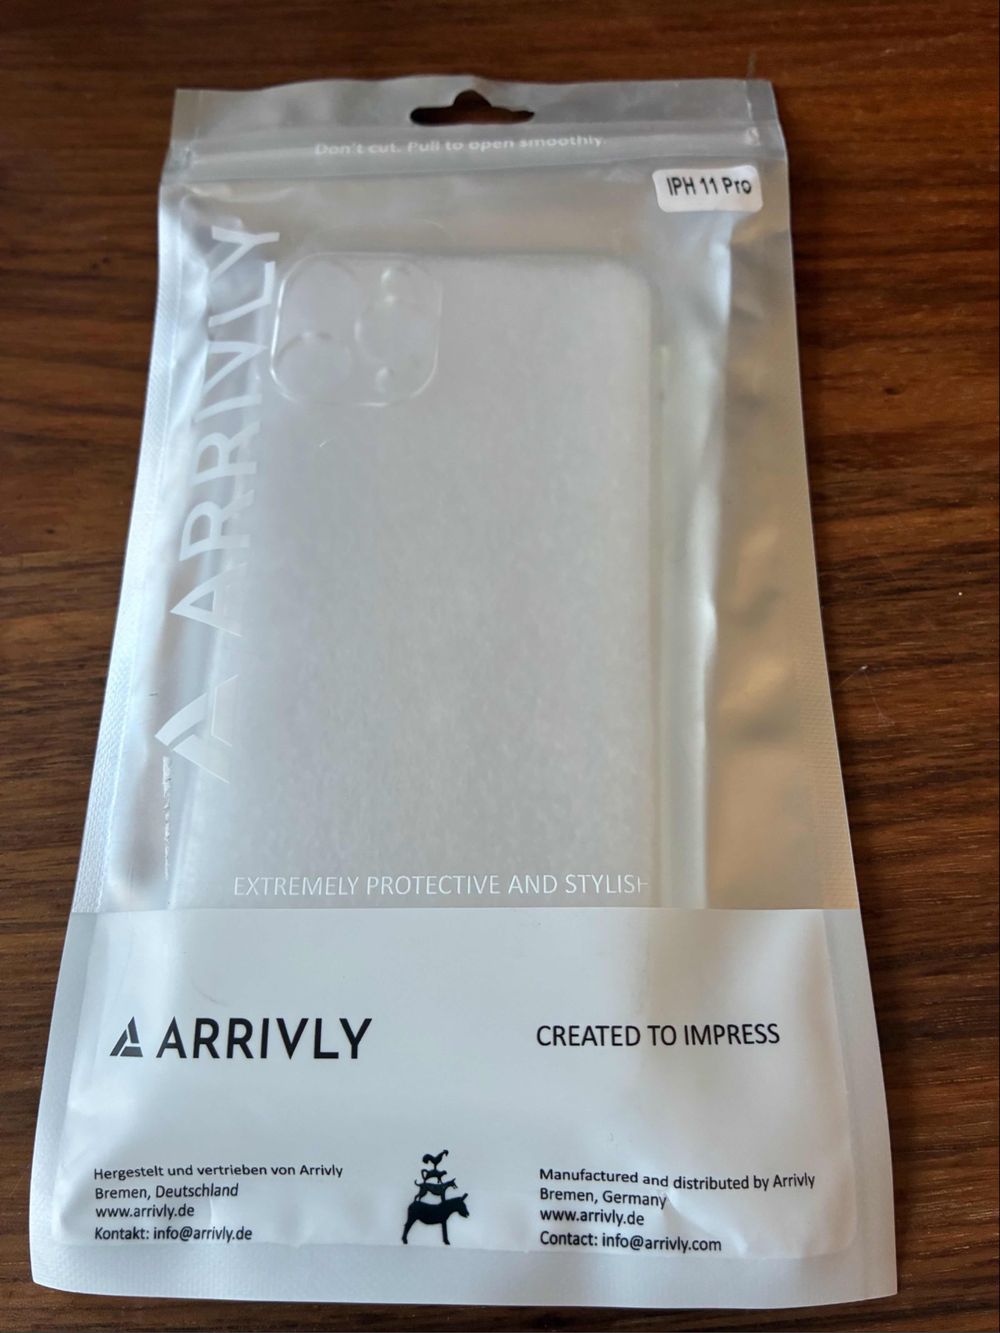 Don't cut. Pull to open smoothly.
IPH 11 Pro
ARRIVLY
EXTREMELY PROTECTIVE AND STYLISH
ARRIVLY
CREATED TO IMPRESS
Hergestellt und vertrieben von Arrivly
Bremen, Deutschland
www.arrivly.de
Kontakt: info@arrivly.de
Manufactured and distributed by Arrivly
Bremen, Germany
www.arrivly.de
Contact: info@arrivly.com